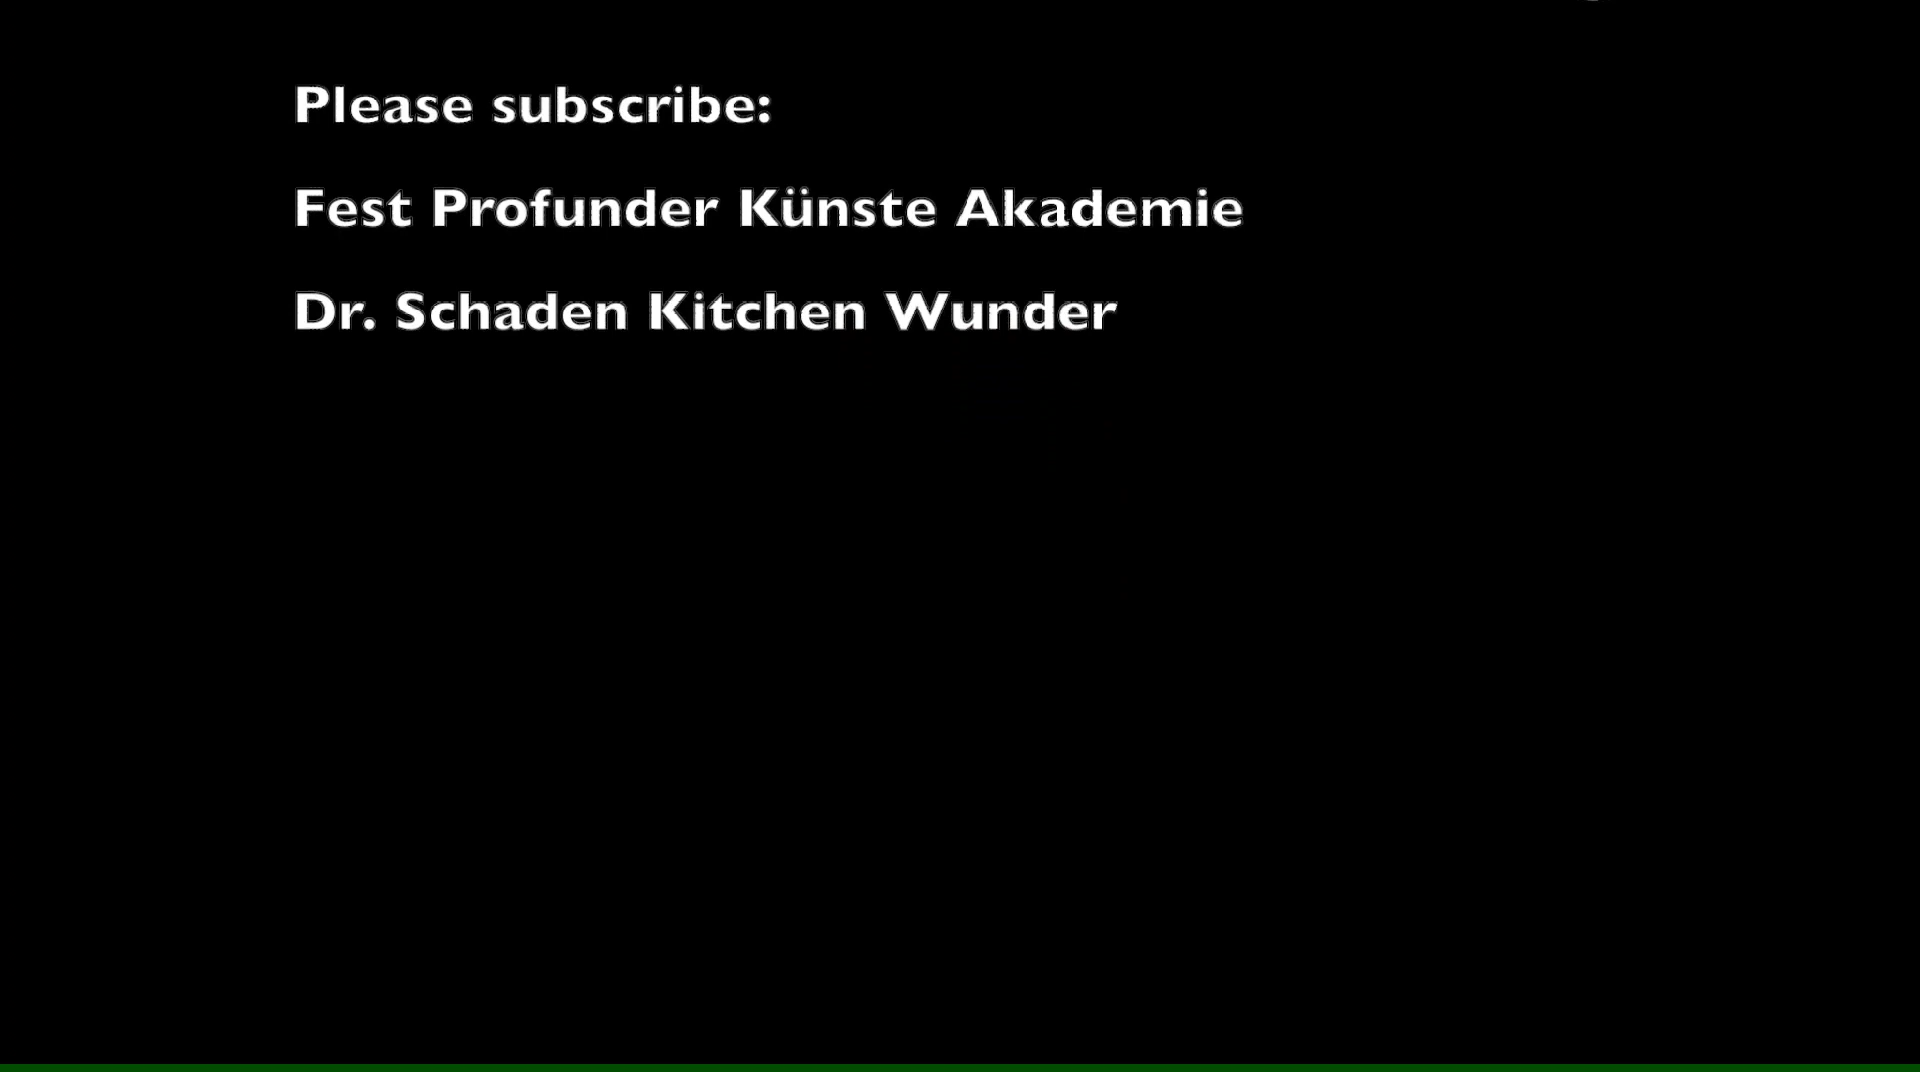 Please subscribe:
Fest Profunder Künste Akademie
Dr. Schaden Kitchen Wunder